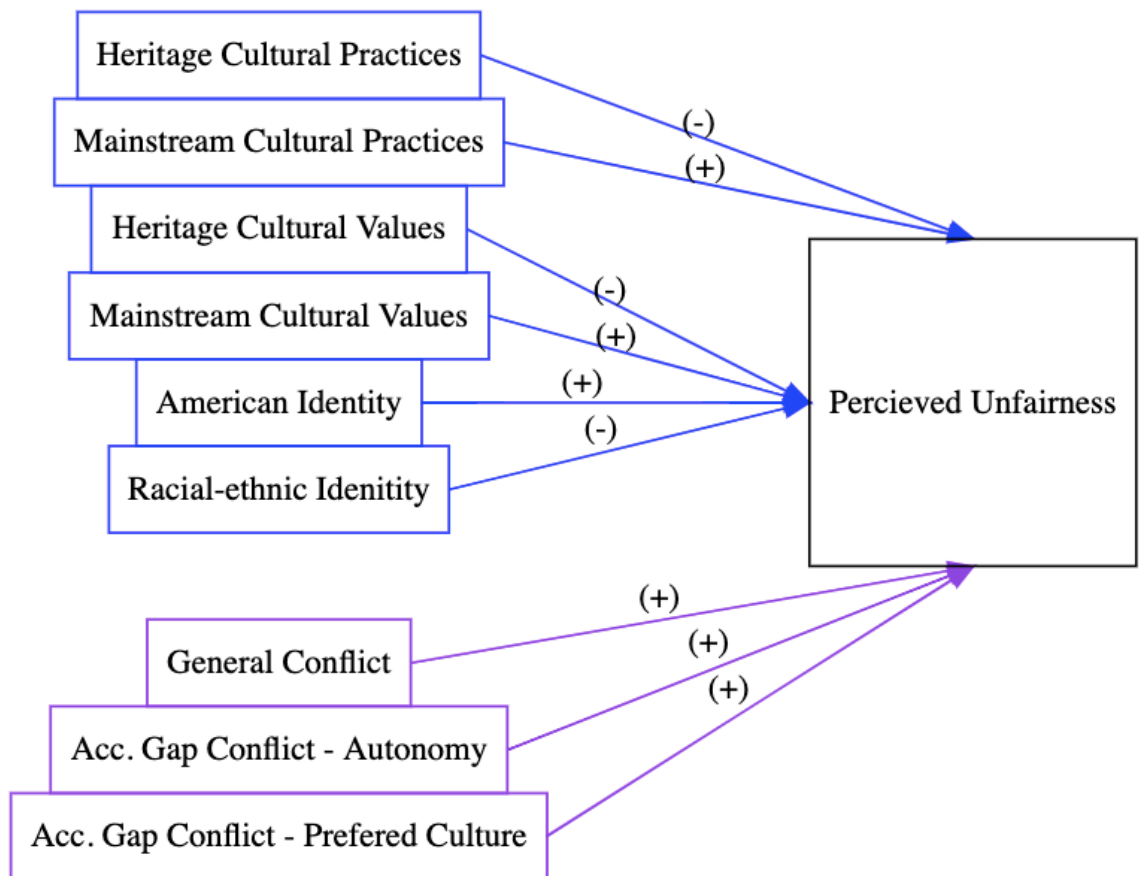 Heritage Cultural Practices
(-)
Mainstream Cultural Practices
(+)
Heritage Cultural Values
(-)
Mainstream Cultural Values
(+)
American Identity
(+)
Percieved Unfairness
(-)
Racial-ethnic Idenitity
(+)
General Conflict
(+)
(+)
Acc. Gap Conflict - Autonomy
Acc. Gap Conflict - Prefered Culture